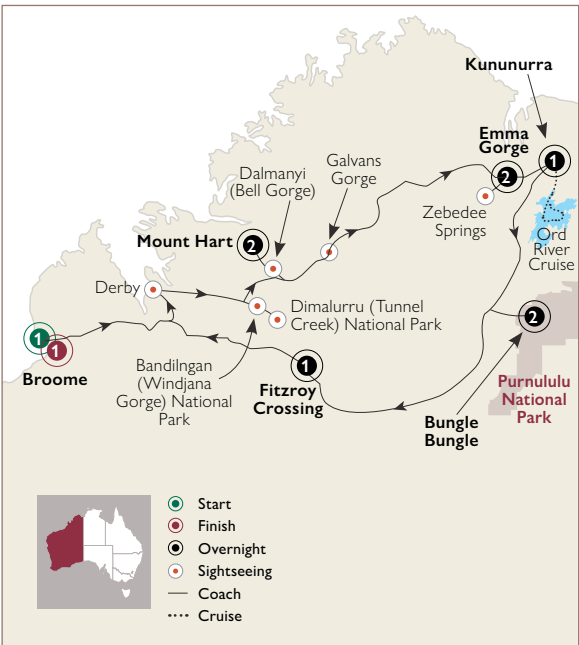 Kununurra
1
Emma
Gorge
2
Galvans
Gorge
Dalmanyi
(Bell Gorge)
Zebedee
Springs
Mount Hart
2
Ord
River
Cruise
Derby
Dimalurru (Tunnel
Creek) National Park
2
1
1
Broome
Bandilngan
(Windjana
Gorge) National
Park
1
Fitzroy
Crossing
Purnululu
National
Park
Bungle
Bungle
Start
Finish
Overnight
Sightseeing
Coach
Cruise